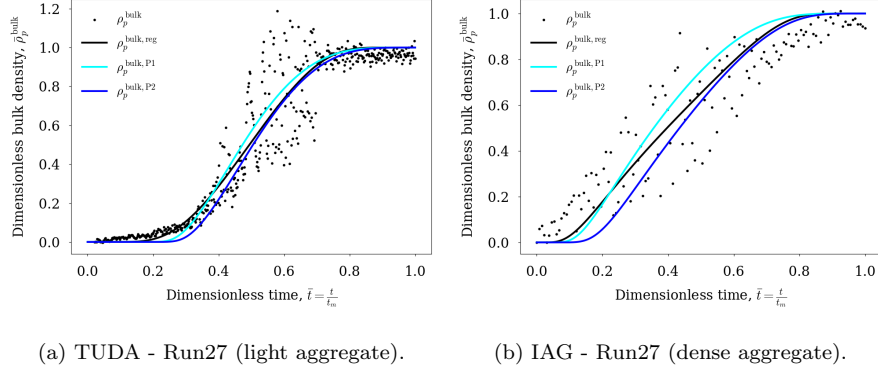 Dimensionless bulk density, ρ̄ₚᵇᵘˡᵏ
1.2
1.0
0.8
0.6
0.4
0.2
0.0
ρₚ^bulk
ρₚ^bulk, reg
ρₚ^bulk, P1
ρₚ^bulk, P2
0.0 0.2 0.4 0.6 0.8 1.0
Dimensionless time, t̄ = t/tₘ
(a) TUDA - Run27 (light aggregate).
Dimensionless bulk density, ρ̄ₚᵇᵘˡᵏ
1.0
0.8
0.6
0.4
0.2
0.0
ρₚ^bulk
ρₚ^bulk, reg
ρₚ^bulk, P1
ρₚ^bulk, P2
0.0 0.2 0.4 0.6 0.8 1.0
Dimensionless time, t̄ = t/tₘ
(b) IAG - Run27 (dense aggregate).